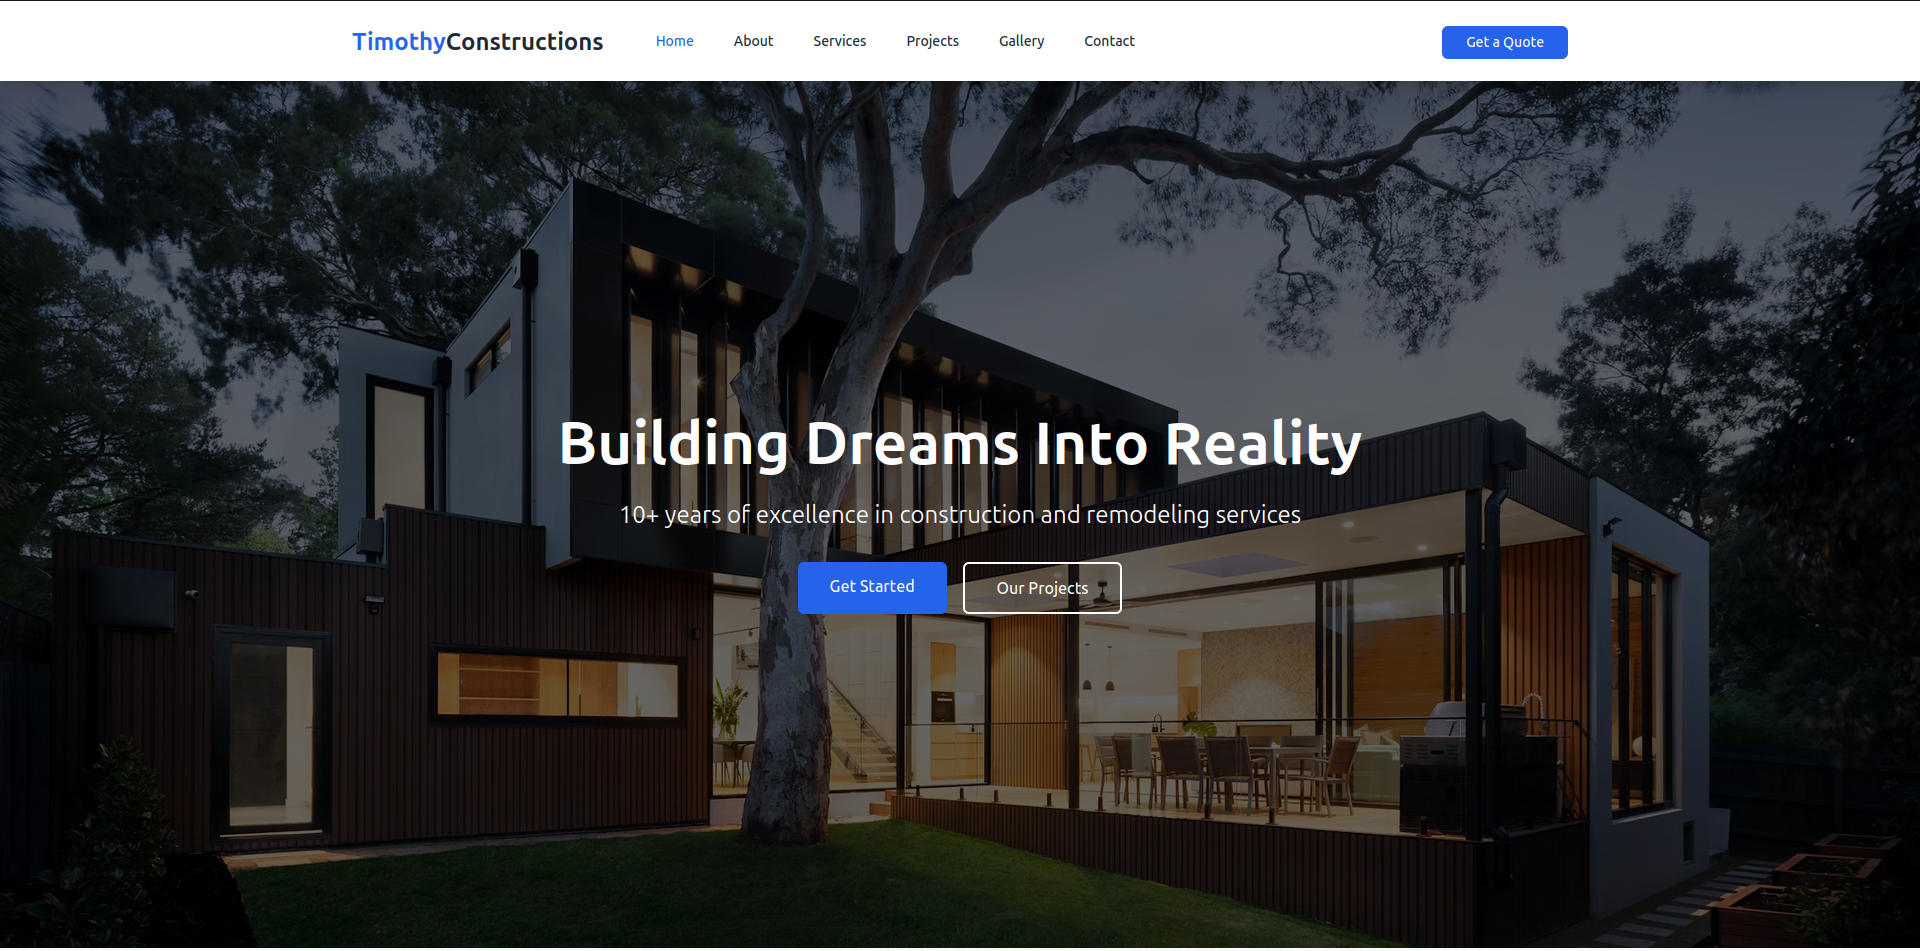 TimothyConstructions Home About Services Projects Gallery Contact Get a Quote
Building Dreams Into Reality
10+ years of excellence in construction and remodeling services
Get Started Our Projects